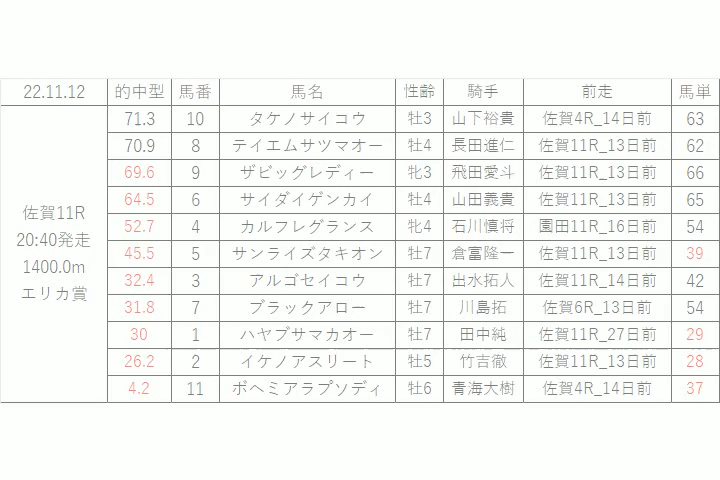 22.11.12 的中型 馬番 馬名 性齢 騎手 前走 馬単
佐賀11R
20:40発走
1400.0m
エリカ賞
71.3 10 タケノサイコウ 牡3 山下裕貴 佐賀4R_14日前 63
70.9 8 テイエムサツマオー 牡4 長田進仁 佐賀11R_13日前 62
69.6 9 ザビッグレディー 牝3 飛田愛斗 佐賀11R_13日前 66
64.5 6 サイダイゲンカイ 牡4 山田義貴 佐賀11R_13日前 65
52.7 4 カルフレグランス 牝4 石川慎将 園田11R_16日前 54
45.5 5 サンライズタキオン 牡7 倉富隆一 佐賀11R_13日前 39
32.4 3 アルゴセイコウ 牡7 出水拓人 佐賀11R_14日前 42
31.8 7 ブラックアロー 牡7 川島拓 佐賀6R_13日前 54
30 1 ハヤブサマカオー 牡7 田中純 佐賀11R_27日前 29
26.2 2 イケノアスリート 牡5 竹吉徹 佐賀11R_13日前 28
4.2 11 ボヘミアラプソディ 牡6 青海大樹 佐賀4R_14日前 37